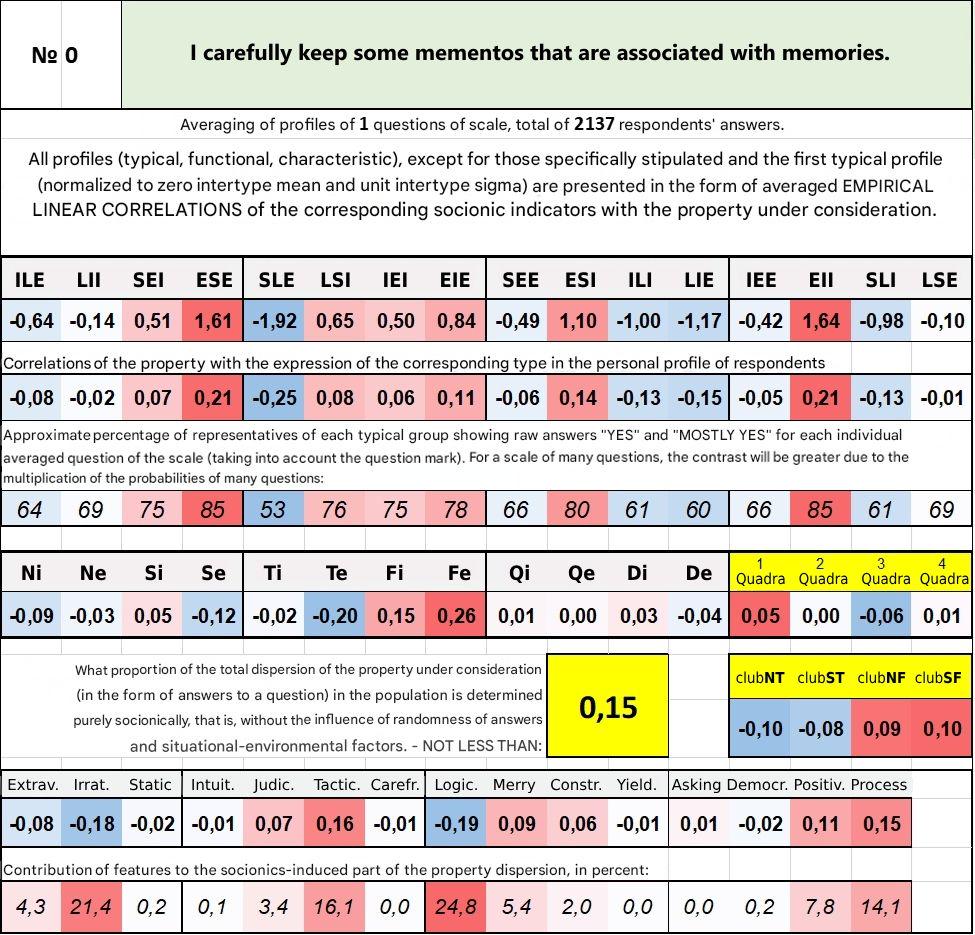 № 0
I carefully keep some mementos that are associated with memories.
Averaging of profiles of 1 questions of scale, total of 2137 respondents' answers.
All profiles (typical, functional, characteristic), except for those specifically stipulated and the first typical profile
(normalized to zero intertype mean and unit intertype sigma) are presented in the form of averaged EMPIRICAL
LINEAR CORRELATIONS of the corresponding socionic indicators with the property under consideration.
ILE LII SEI ESE SLE LSI IEI EIE SEE ESI ILI LIE IEE EII SLI LSE
-0,64 -0,14 0,51 1,61 -1,92 0,65 0,50 0,84 -0,49 1,10 -1,00 -1,17 -0,42 1,64 -0,98 -0,10
Correlations of the property with the expression of the corresponding type in the personal profile of respondents
-0,08 -0,02 0,07 0,21 -0,25 0,08 0,06 0,11 -0,06 0,14 -0,13 -0,15 -0,05 0,21 -0,13 -0,01
Approximate percentage of representatives of each typical group showing raw answers "YES" and "MOSTLY YES" for each individual
averaged question of the scale (taking into account the question mark). For a scale of many questions, the contrast will be greater due to the
multiplication of the probabilities of many questions:
64 69 75 85 53 76 75 78 66 80 61 60 66 85 61 69
Ni Ne Si Se Ti Te Fi Fe Qi Qe Di De 1 Quadra 2 Quadra 3 Quadra 4 Quadra
-0,09 -0,03 0,05 -0,12 -0,02 -0,20 0,15 0,26 0,01 0,00 0,03 -0,04 0,05 0,00 -0,06 0,01
What proportion of the total dispersion of the property under consideration
(in the form of answers to a question) in the population is determined
purely socionically, that is, without the influence of randomness of answers
and situational-environmental factors. - NOT LESS THAN:
0,15
clubNT clubST clubNF clubSF
-0,10 -0,08 0,09 0,10
Extrav. Irrat. Static Intuit. Judic. Tactic. Carefr. Logic. Merry Constr. Yield. Asking Democr. Positiv. Process
-0,08 -0,18 -0,02 -0,01 0,07 0,16 -0,01 -0,19 0,09 0,06 -0,01 0,01 -0,02 0,11 0,15
Contribution of features to the socionics-induced part of the property dispersion, in percent:
4,3 21,4 0,2 0,1 3,4 16,1 0,0 24,8 5,4 2,0 0,0 0,0 0,2 7,8 14,1